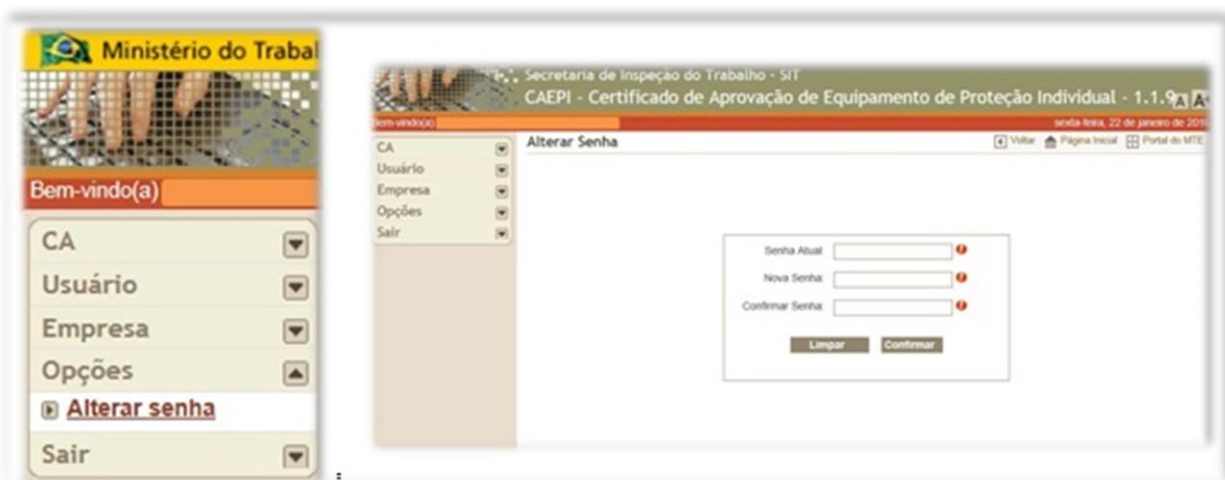 Ministério do Trabal
Bem-vindo(a)
CA
Usuário
Empresa
Opções
Alterar senha
Sair
Secretaria de Inspeção do Trabalho - SIT
CAEPI - Certificado de Aprovação de Equipamento de Proteção Individual - 1.1.9
A A
Bem-vindo(a)
sexta-feira, 22 de janeiro de 201
CA
Usuário
Empresa
Opções
Sair
Alterar Senha
Voltar Página Inicial Portal do MTE
Senha Atual:
Nova Senha:
Confirmar Senha:
Limpar Confirmar
: